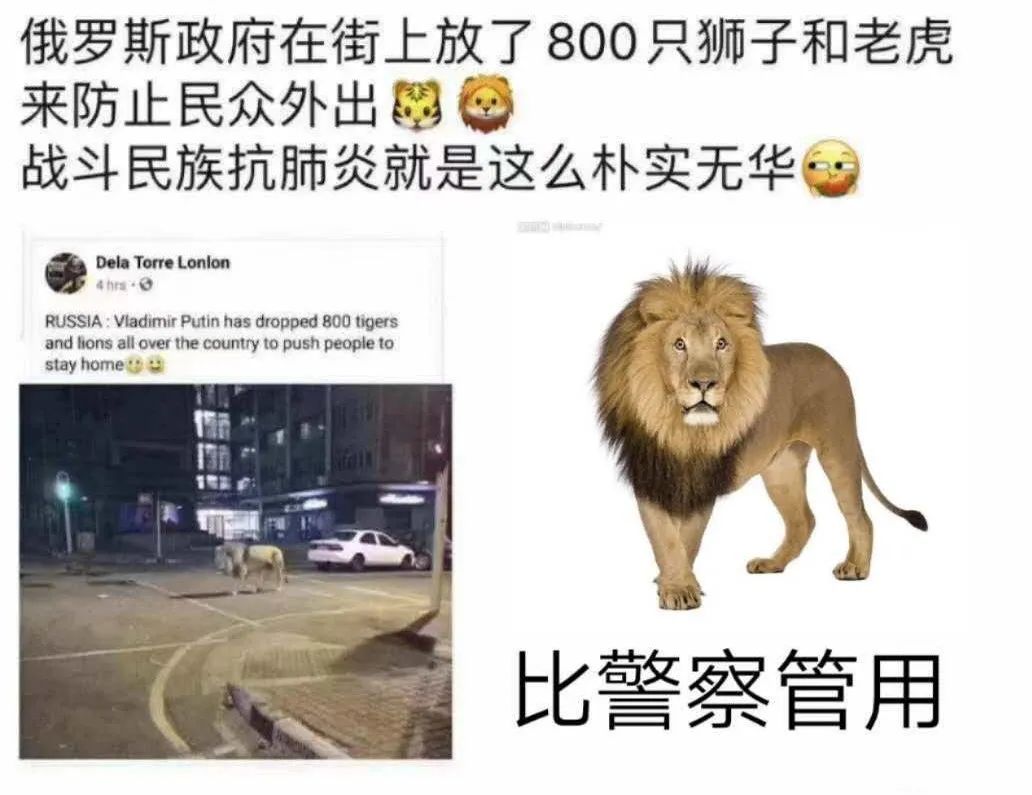 俄罗斯政府在街上放了800只狮子和老虎
来防止民众外出🐯🦁
战斗民族抗肺炎就是这么朴实无华
Dela Torre Lonlon
4 hrs ·
RUSSIA : Vladimir Putin has dropped 800 tigers
and lions all over the country to push people to
stay home
比警察管用